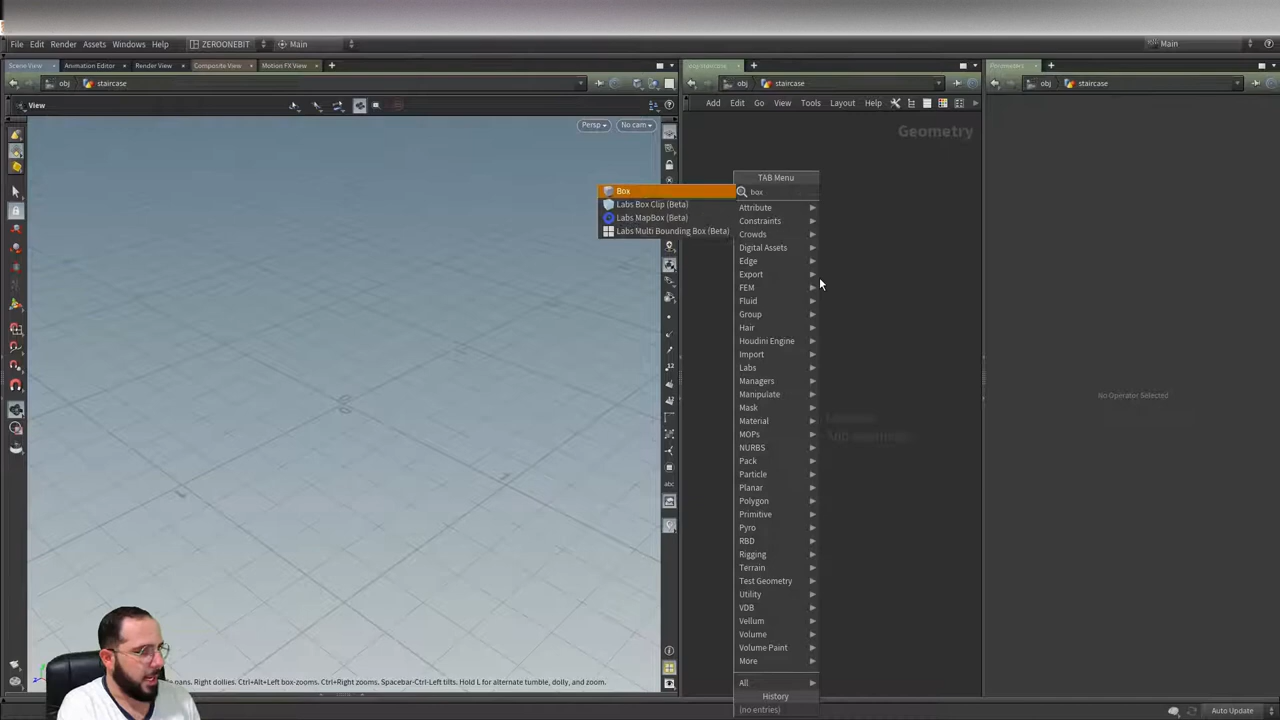 File Edit Render Assets Windows Help ZEROONEBIT Main Main
Scene View Animation Editor Render View Composite View Motion FX View
obj staircase obj staircase obj staircase
View
Add Edit Go View Tools Layout Help
Persp No cam
Geometry
TAB Menu
box
Box
Labs Box Clip (Beta)
Labs MapBox (Beta)
Labs Multi Bounding Box (Beta)
Attribute
Constraints
Crowds
Digital Assets
Edge
Export
FEM
Fluid
Group
Hair
Houdini Engine
Import
Labs
Managers
Manipulate
Mask
Material
MOPs
NURBS
Pack
Particle
Planar
Polygon
Primitive
Pyro
RBD
Rigging
Terrain
Test Geometry
Utility
VDB
Vellum
Volume
Volume Paint
More
All
History
(no entries)
No Operator Selected
abc
pans. Right dollies. Ctrl+Alt+Left box-zooms. Ctrl+Right zooms. Spacebar-Ctrl-Left tilts. Hold L for alternate tumble, dolly, and zoom.
Auto Update